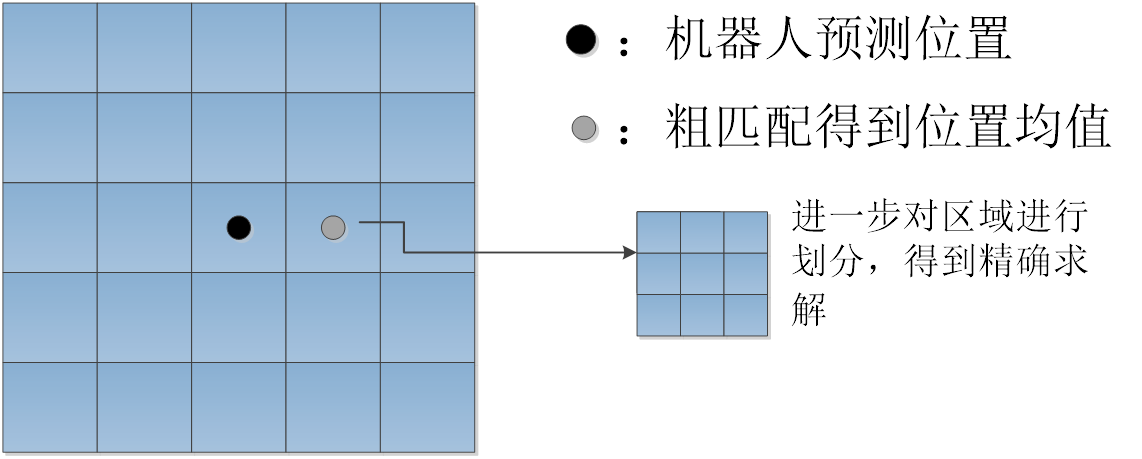 ：机器人预测位置
：粗匹配得到位置均值
进一步对区域进行
划分，得到精确求
解